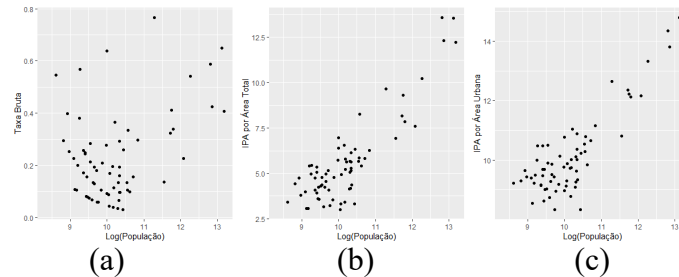 0.8
0.6
0.4
0.2
0.0
Taxa Bruta
9 10 11 12 13
Log(População)
(a)
12.5
10.0
7.5
5.0
2.5
IPA por Área Total
9 10 11 12 13
Log(População)
(b)
14
12
10
IPA por Área Urbana
9 10 11 12 13
Log(População)
(c)